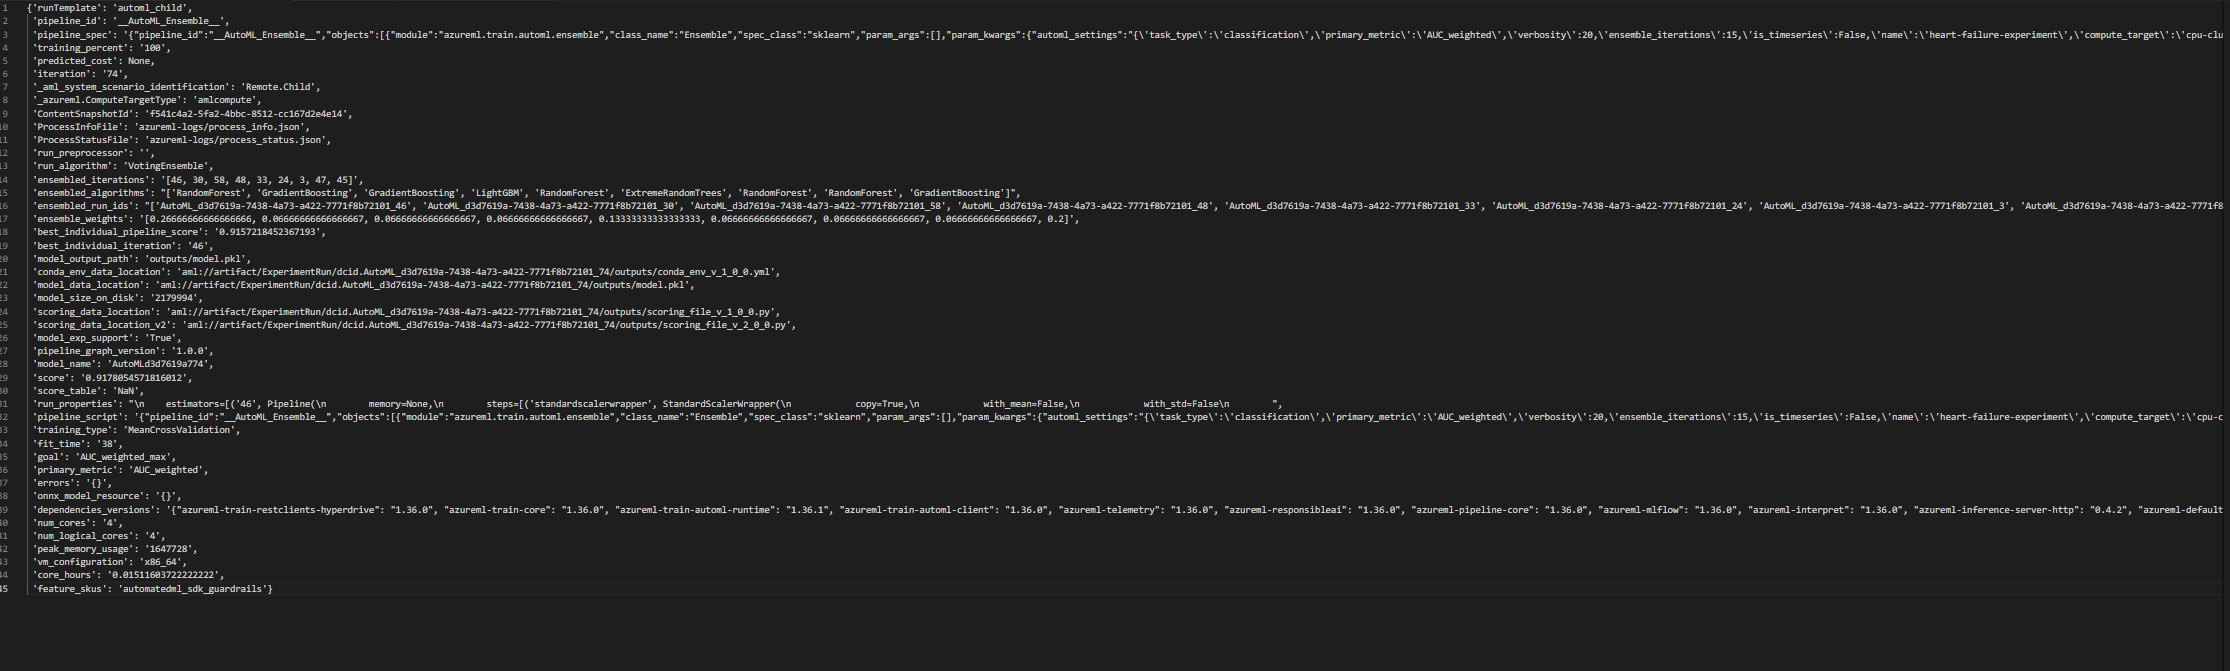 1 {'runTemplate': 'automl_child',
2 'pipeline_id': '__AutoML_Ensemble__',
3 'pipeline_spec': '{"pipeline_id":"__AutoML_Ensemble__","objects":[{"module":"azureml.train.automl.ensemble","class_name":"Ensemble","spec_class":"sklearn","param_args":[],"param_kwargs":{"automl_settings":"{\'task_type\':\'classification\',\'primary_metric\':\'AUC_weighted\',\'verbosity\':20,\'ensemble_iterations\':15,\'is_timeseries\':False,\'name\':\'heart-failure-experiment\',\'compute_target\':\'cpu-clu
4 'training_percent': '100',
5 'predicted_cost': None,
6 'iteration': '74',
7 '_aml_system_scenario_identification': 'Remote.Child',
8 '_azureml.ComputeTargetType': 'amlcompute',
9 'ContentSnapshotId': 'f541c4a2-5fa2-4bbc-8512-cc167d2e4e14',
10 'ProcessInfoFile': 'azureml-logs/process_info.json',
11 'ProcessStatusFile': 'azureml-logs/process_status.json',
12 'run_preprocessor': '',
13 'run_algorithm': 'VotingEnsemble',
14 'ensembled_iterations': '[46, 30, 58, 48, 33, 24, 3, 47, 45]',
15 'ensembled_algorithms': "['RandomForest', 'GradientBoosting', 'GradientBoosting', 'LightGBM', 'RandomForest', 'ExtremeRandomTrees', 'RandomForest', 'RandomForest', 'GradientBoosting']",
16 'ensembled_run_ids': "['AutoML_d3d7619a-7438-4a73-a422-7771f8b72101_46', 'AutoML_d3d7619a-7438-4a73-a422-7771f8b72101_30', 'AutoML_d3d7619a-7438-4a73-a422-7771f8b72101_58', 'AutoML_d3d7619a-7438-4a73-a422-7771f8b72101_48', 'AutoML_d3d7619a-7438-4a73-a422-7771f8b72101_33', 'AutoML_d3d7619a-7438-4a73-a422-7771f8b72101_24', 'AutoML_d3d7619a-7438-4a73-a422-7771f8b72101_3', 'AutoML_d3d7619a-7438-4a73-a422-7771f8
17 'ensemble_weights': '[0.26666666666666666, 0.06666666666666667, 0.06666666666666667, 0.06666666666666667, 0.13333333333333333, 0.06666666666666667, 0.06666666666666667, 0.06666666666666667, 0.2]',
18 'best_individual_pipeline_score': '0.9157218452367193',
19 'best_individual_iteration': '46',
20 'model_output_path': 'outputs/model.pkl',
21 'conda_env_data_location': 'aml://artifact/ExperimentRun/dcid.AutoML_d3d7619a-7438-4a73-a422-7771f8b72101_74/outputs/conda_env_v_1_0_0.yml',
22 'model_data_location': 'aml://artifact/ExperimentRun/dcid.AutoML_d3d7619a-7438-4a73-a422-7771f8b72101_74/outputs/model.pkl',
23 'model_size_on_disk': '2179994',
24 'scoring_data_location': 'aml://artifact/ExperimentRun/dcid.AutoML_d3d7619a-7438-4a73-a422-7771f8b72101_74/outputs/scoring_file_v_1_0_0.py',
25 'scoring_data_location_v2': 'aml://artifact/ExperimentRun/dcid.AutoML_d3d7619a-7438-4a73-a422-7771f8b72101_74/outputs/scoring_file_v_2_0_0.py',
26 'model_exp_support': 'True',
27 'pipeline_graph_version': '1.0.0',
28 'model_name': 'AutoMLd3d7619a774',
29 'score': '0.9178054571816012',
30 'score_table': 'NaN',
31 'run_properties': "\n    estimators=[('46', Pipeline(\n        memory=None,\n        steps=[('standardscalerwrapper', StandardScalerWrapper(\n            copy=True,\n            with_mean=False,\n            with_std=False\n        ",
32 'pipeline_script': '{"pipeline_id":"__AutoML_Ensemble__","objects":[{"module":"azureml.train.automl.ensemble","class_name":"Ensemble","spec_class":"sklearn","param_args":[],"param_kwargs":{"automl_settings":"{\'task_type\':\'classification\',\'primary_metric\':\'AUC_weighted\',\'verbosity\':20,\'ensemble_iterations\':15,\'is_timeseries\':False,\'name\':\'heart-failure-experiment\',\'compute_target\':\'cpu-c
33 'training_type': 'MeanCrossValidation',
34 'fit_time': '38',
35 'goal': 'AUC_weighted_max',
36 'primary_metric': 'AUC_weighted',
37 'errors': '{}',
38 'onnx_model_resource': '{}',
39 'dependencies_versions': '{"azureml-train-restclients-hyperdrive": "1.36.0", "azureml-train-core": "1.36.0", "azureml-train-automl-runtime": "1.36.1", "azureml-train-automl-client": "1.36.0", "azureml-telemetry": "1.36.0", "azureml-responsibleai": "1.36.0", "azureml-pipeline-core": "1.36.0", "azureml-mlflow": "1.36.0", "azureml-interpret": "1.36.0", "azureml-inference-server-http": "0.4.2", "azureml-default
40 'num_cores': '4',
41 'num_logical_cores': '4',
42 'peak_memory_usage': '1647728',
43 'vm_configuration': 'x86_64',
44 'core_hours': '0.01511603722222222',
45 'feature_skus': 'automatedml_sdk_guardrails'}